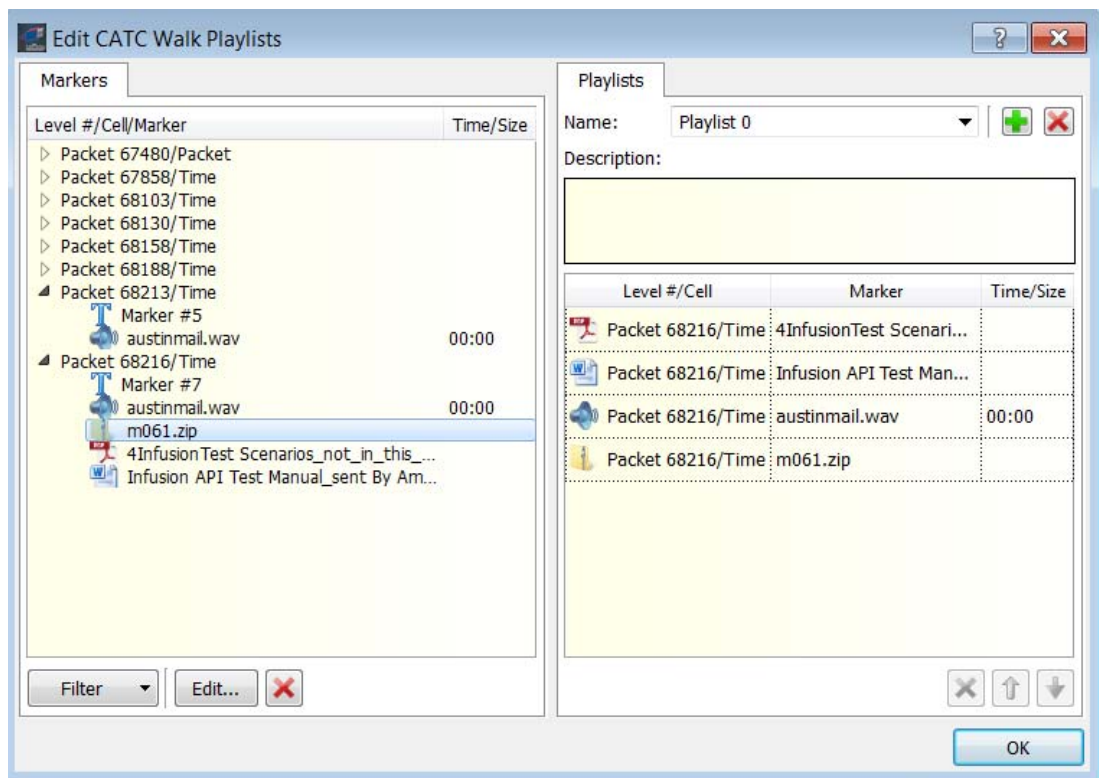 Edit CATC Walk Playlists
Markers
Level #/Cell/Marker Time/Size
Packet 67480/Packet
Packet 67858/Time
Packet 68103/Time
Packet 68130/Time
Packet 68158/Time
Packet 68188/Time
Packet 68213/Time
Marker #5
austinmail.wav 00:00
Packet 68216/Time
Marker #7
austinmail.wav 00:00
m061.zip
4InfusionTest Scenarios_not_in_this_...
Infusion API Test Manual_sent By Am...
Filter Edit...
Playlists
Name: Playlist 0
Description:
Level #/Cell Marker Time/Size
Packet 68216/Time 4InfusionTest Scenari...
Packet 68216/Time Infusion API Test Man...
Packet 68216/Time austinmail.wav 00:00
Packet 68216/Time m061.zip
OK